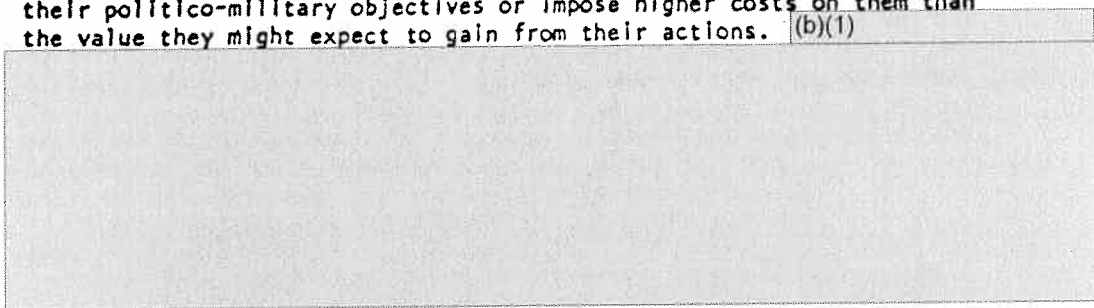 their politico-military objectives or impose higher costs on them than
the value they might expect to gain from their actions. (b)(1)